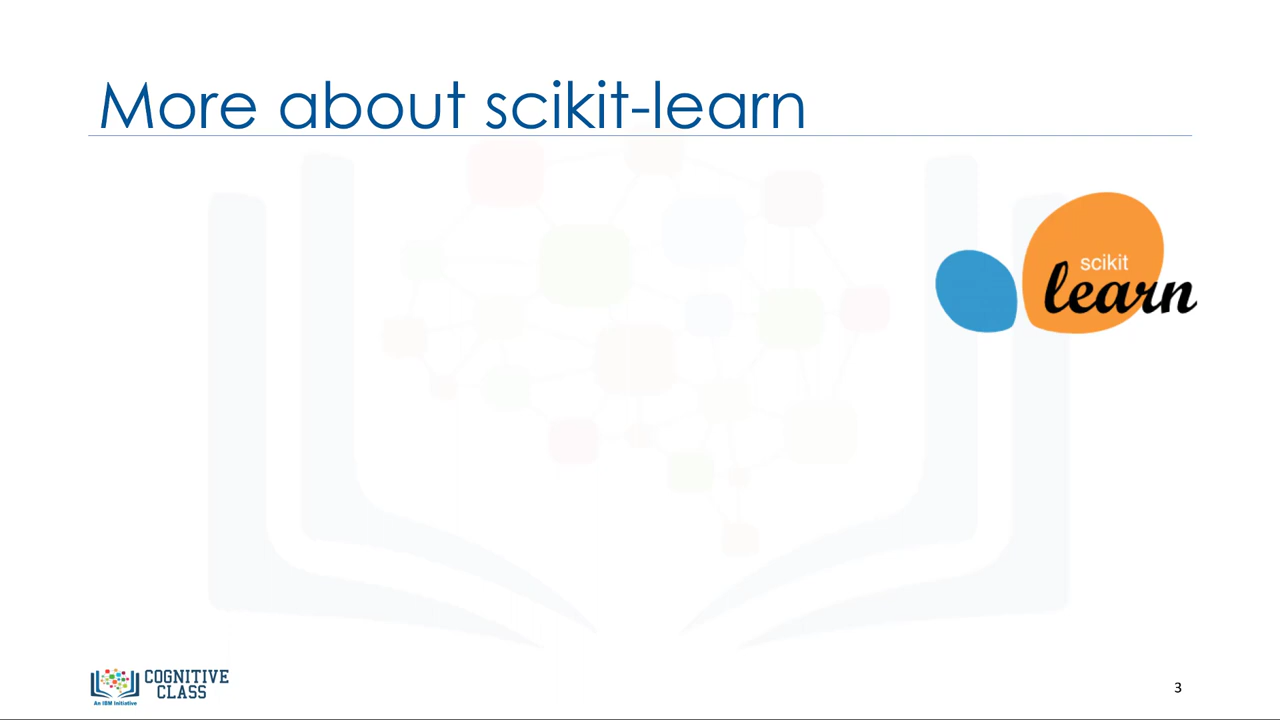 More about scikit-learn
scikit
learn
COGNITIVE
CLASS
An IBM Initiative
3